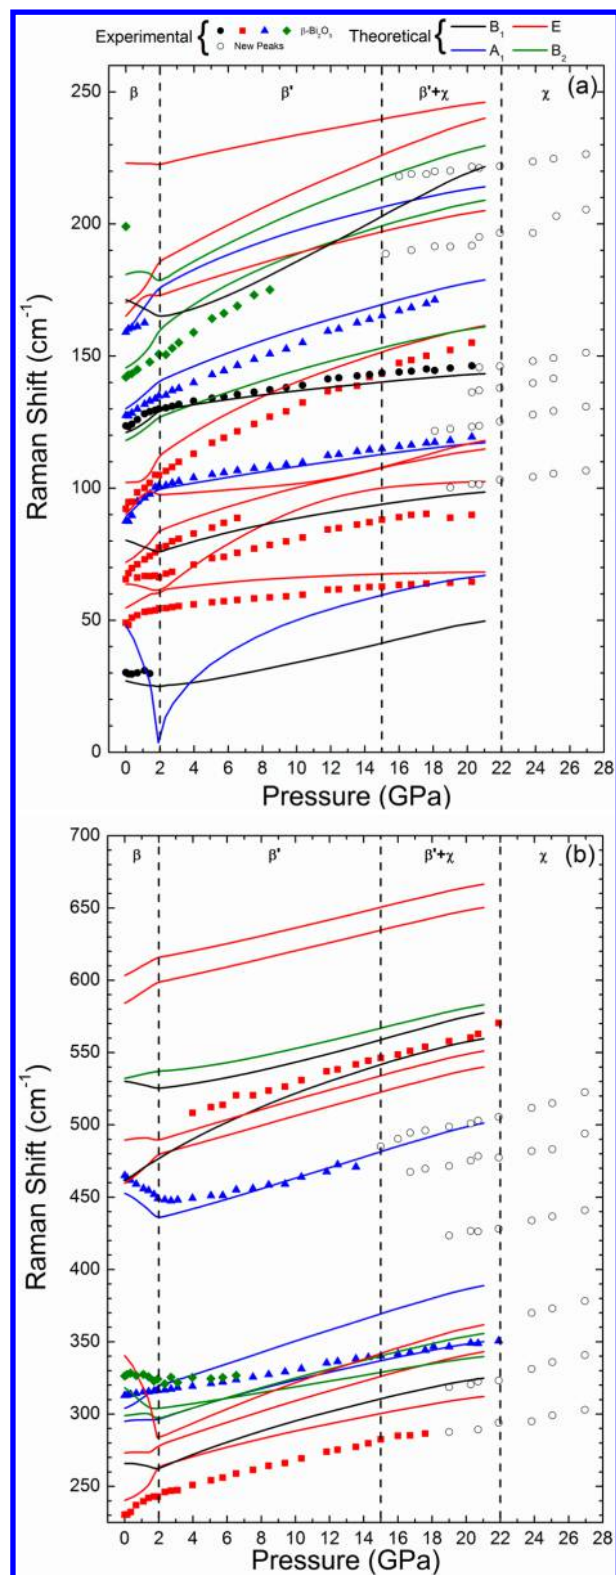 Experimental { β-Bi₂O₃ Theoretical { B₁ E
New Peaks A₁ B₂
β β' β'+χ χ (a)
250
200
150
100
50
0
Raman Shift (cm⁻¹)
0 2 4 6 8 10 12 14 16 18 20 22 24 26 28
Pressure (GPa)
β β' β'+χ χ (b)
700
650
600
550
500
450
400
350
300
250
Raman Shift (cm⁻¹)
0 2 4 6 8 10 12 14 16 18 20 22 24 26 28
Pressure (GPa)